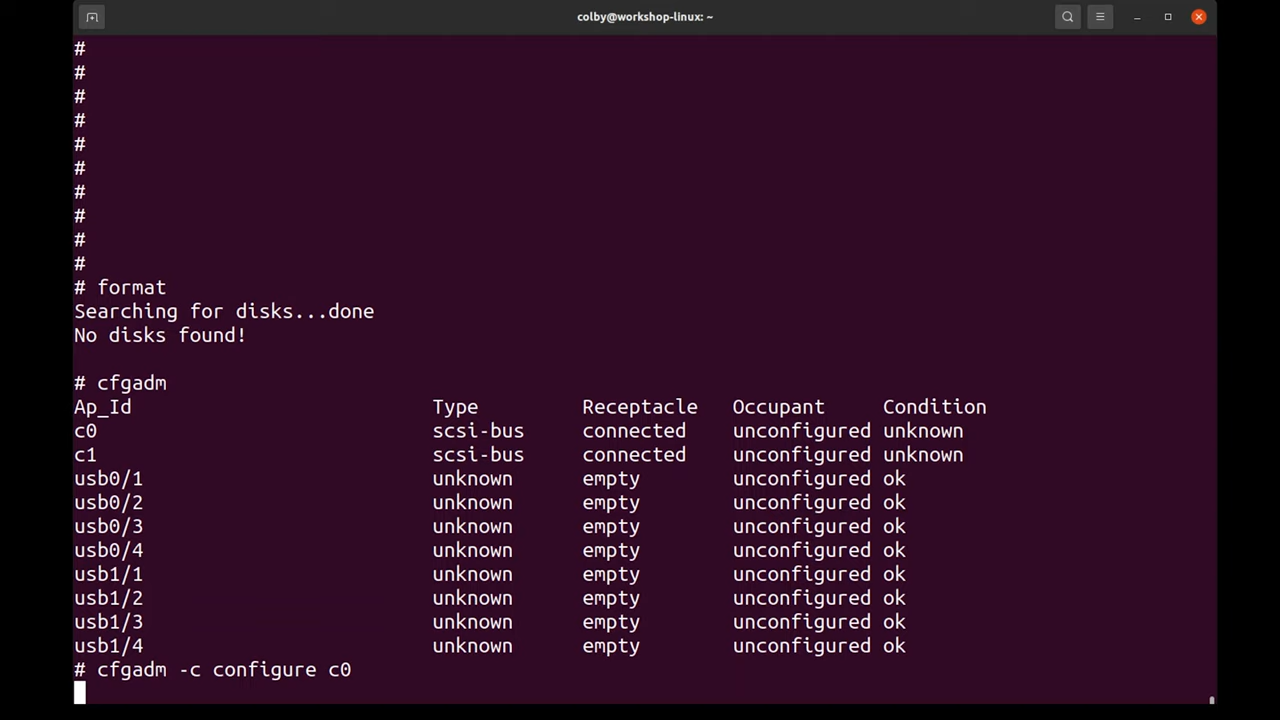 colby@workshop-linux: ~
#
#
#
#
#
#
#
#
#
#
# format
Searching for disks...done
No disks found!
# cfgadm
Ap_Id Type Receptacle Occupant Condition
c0 scsi-bus connected unconfigured unknown
c1 scsi-bus connected unconfigured unknown
usb0/1 unknown empty unconfigured ok
usb0/2 unknown empty unconfigured ok
usb0/3 unknown empty unconfigured ok
usb0/4 unknown empty unconfigured ok
usb1/1 unknown empty unconfigured ok
usb1/2 unknown empty unconfigured ok
usb1/3 unknown empty unconfigured ok
usb1/4 unknown empty unconfigured ok
# cfgadm -c configure c0